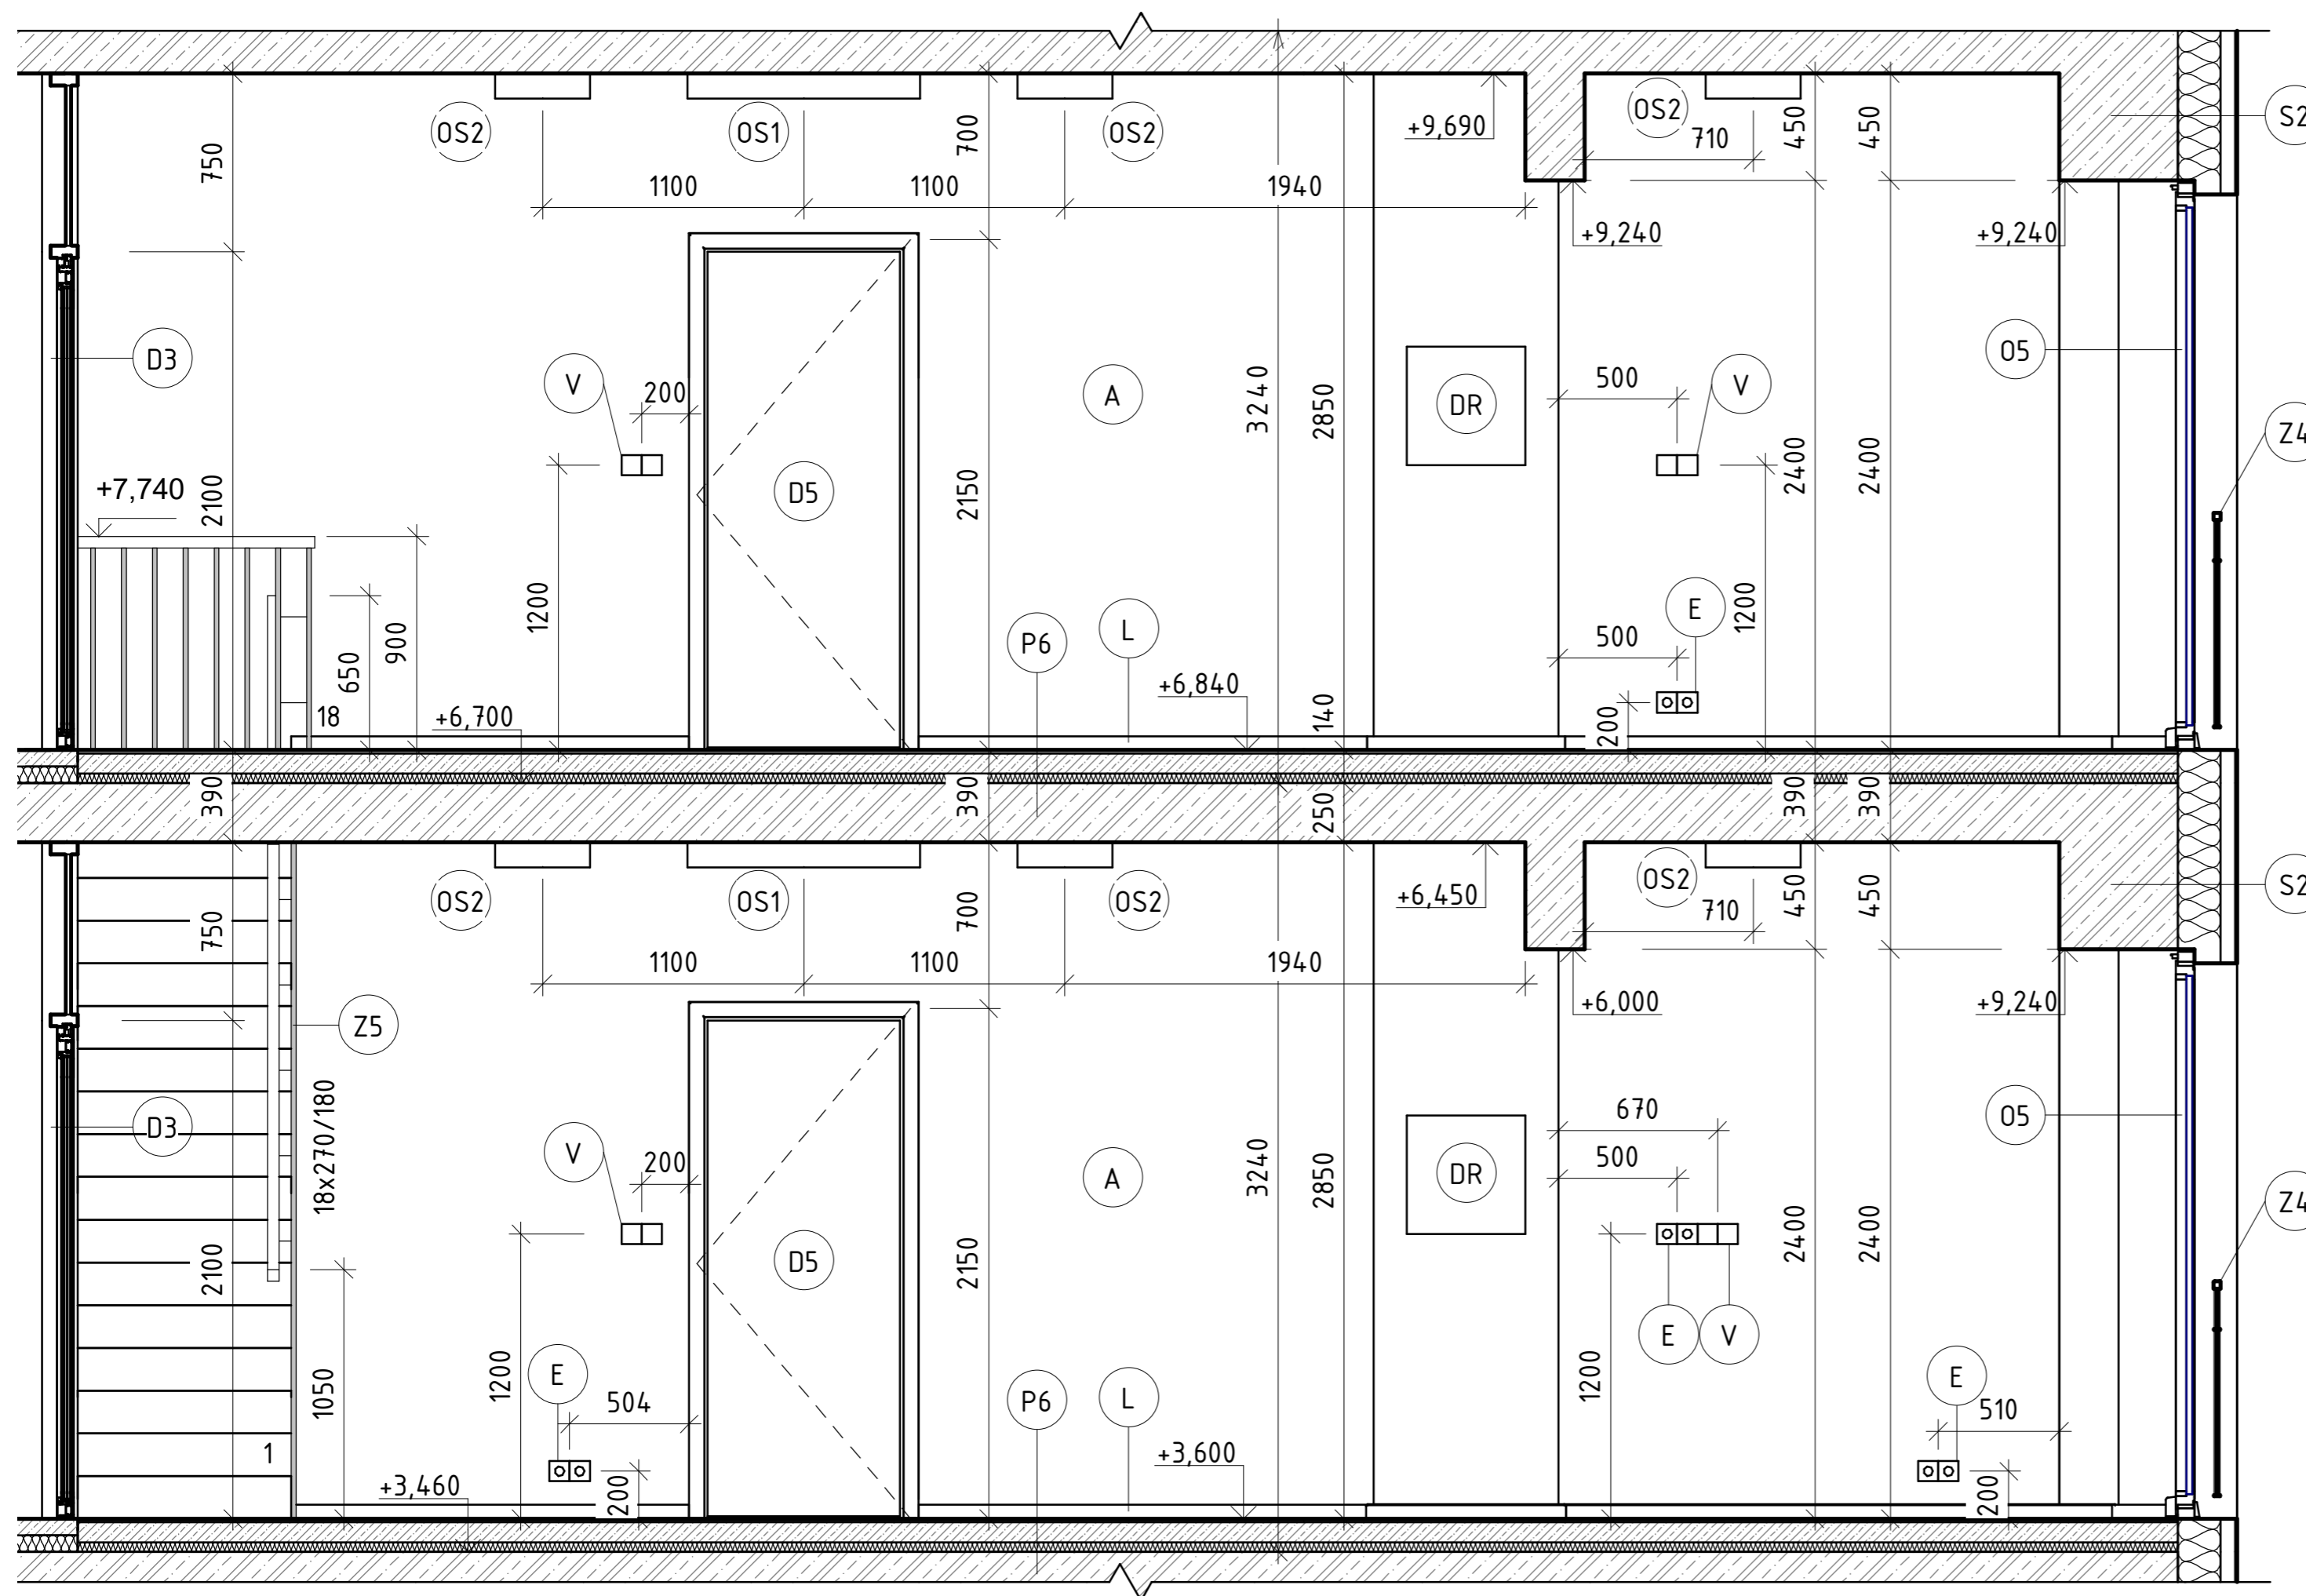 OS2
OS1
OS2
OS2
S2
750
700
+9,690
710
450
450
1100
1100
1940
+9,240
+9,240
D3
V
200
A
3240
2850
DR
500
V
O5
Z4
+7,740
2100
D5
2150
2400
2400
1200
650
900
P6
L
E
500
1200
18
+6,700
+6,840
140
200
390
390
250
390
390
OS2
OS1
OS2
OS2
S2
750
700
+6,450
710
450
450
1100
1100
1940
+6,000
+9,240
Z5
D3
18x270/180
V
200
A
3240
2850
DR
670
500
O5
Z4
2100
D5
2150
2400
2400
E
V
1050
1200
E
504
P6
L
1200
E
510
1
+3,460
200
+3,600
200